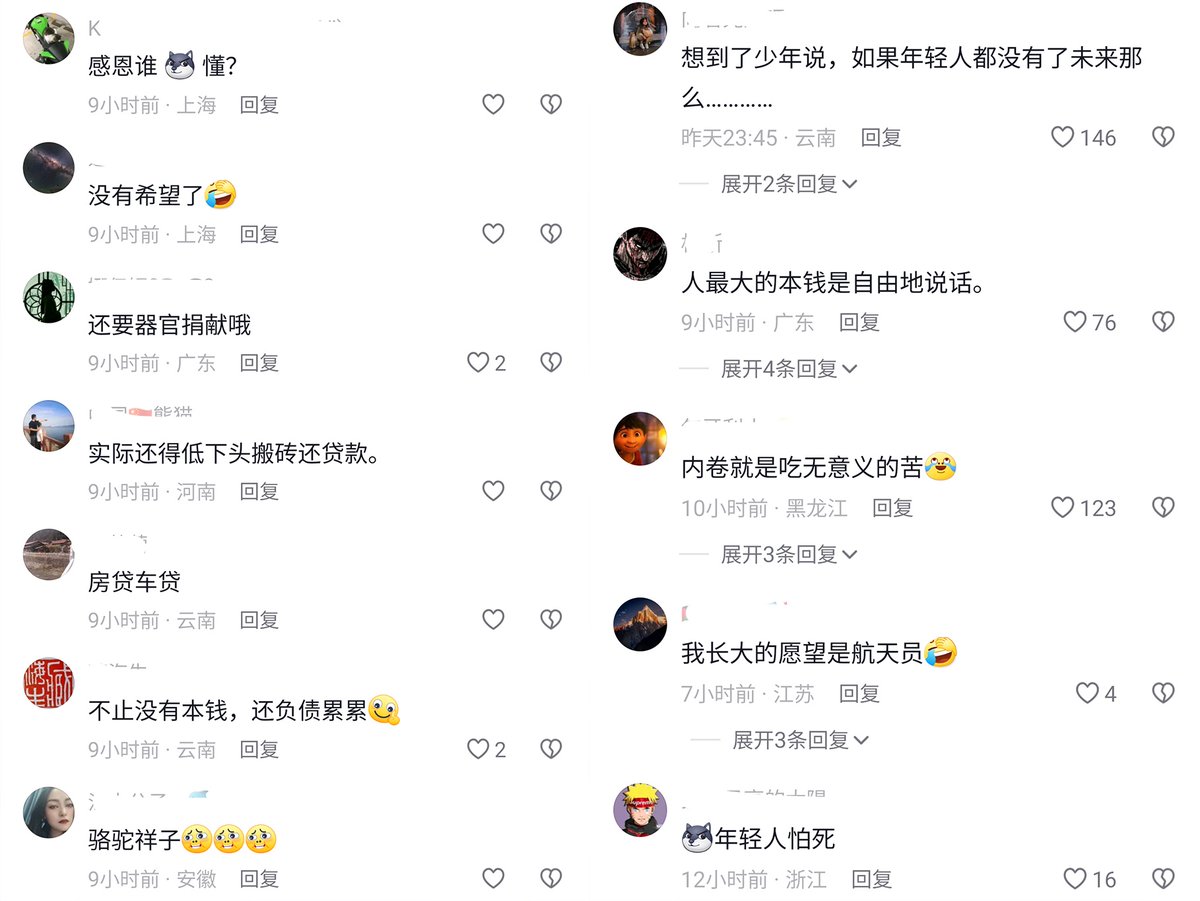 K
感恩谁 懂?
9小时前 · 上海 回复
没有希望了
9小时前 · 上海 回复
还要器官捐献哦
9小时前 · 广东 回复 2
熊猫
实际还得低下头搬砖还贷款。
9小时前 · 河南 回复
房贷车贷
9小时前 · 云南 回复
不止没有本钱，还负债累累
9小时前 · 云南 回复 2
骆驼祥子
9小时前 · 安徽 回复
想到了少年说，如果年轻人都没有了未来那
么…………
昨天23:45 · 云南 回复 146
展开2条回复
人最大的本钱是自由地说话。
9小时前 · 广东 回复 76
展开4条回复
内卷就是吃无意义的苦
10小时前 · 黑龙江 回复 123
展开3条回复
我长大的愿望是航天员
7小时前 · 江苏 回复 4
展开3条回复
年轻人怕死
12小时前 · 浙江 回复 16